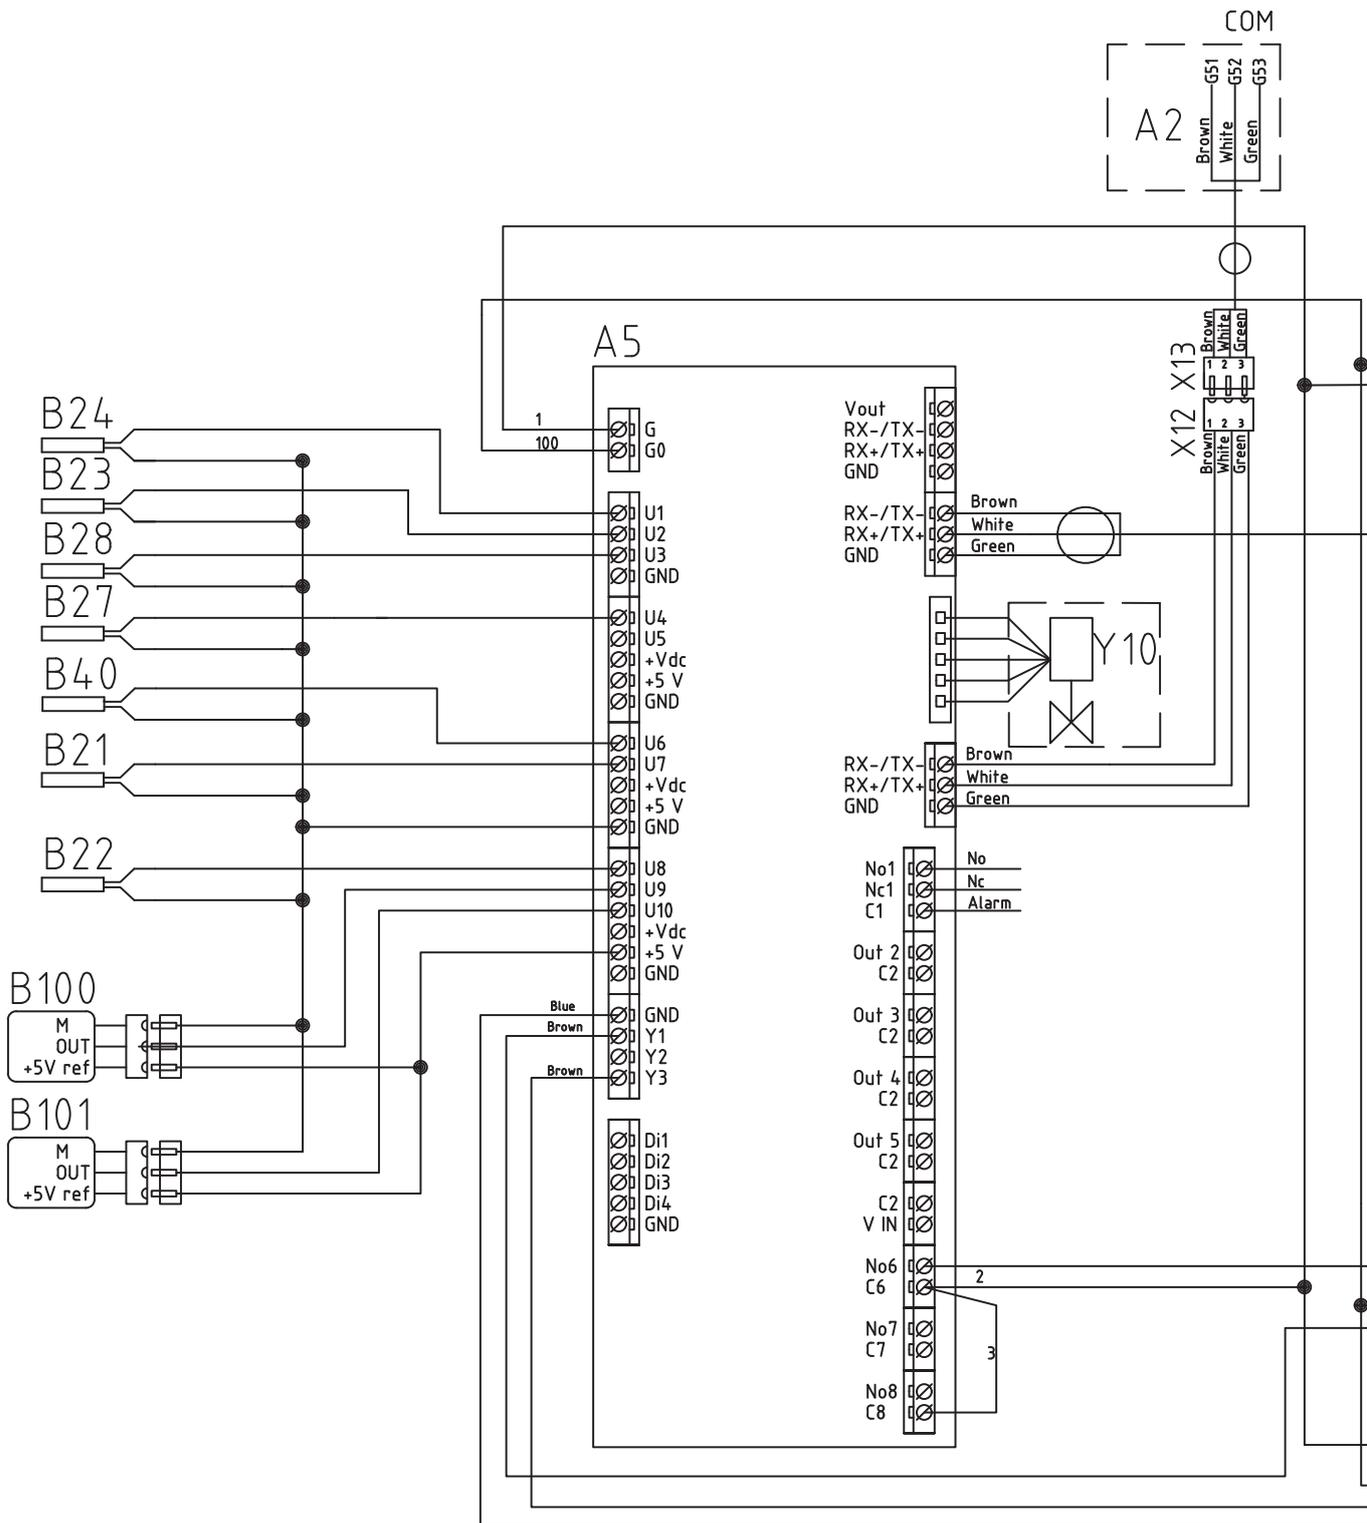 COM
A2
G51
G52
G53
Brown
White
Green
Brown
White
Green
X13
1 2 3
X12
1 2 3
Brown
White
Green
A5
B24
B23
B28
B27
B40
B21
B22
B100
M
OUT
+5V ref
B101
M
OUT
+5V ref
1
100
G
G0
U1
U2
U3
GND
U4
U5
+Vdc
+5 V
GND
U6
U7
+Vdc
+5 V
GND
U8
U9
U10
+Vdc
+5 V
GND
Blue
Brown
Brown
GND
Y1
Y2
Y3
Di1
Di2
Di3
Di4
GND
Vout
RX-/TX-
RX+/TX+
GND
RX-/TX-
RX+/TX+
GND
Brown
White
Green
Y10
RX-/TX-
RX+/TX+
GND
Brown
White
Green
No1
Nc1
C1
No
Nc
Alarm
Out 2
C2
Out 3
C2
Out 4
C2
Out 5
C2
C2
V IN
No6
C6
2
No7
C7
3
No8
C8